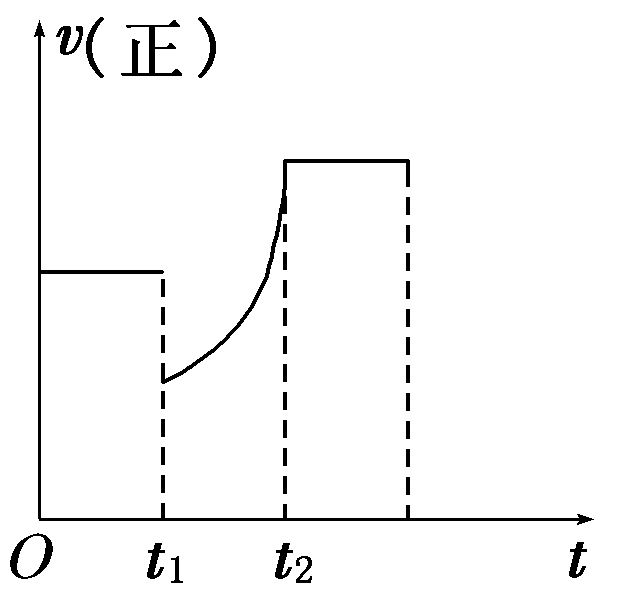 v(正)
O t₁ t₂ t